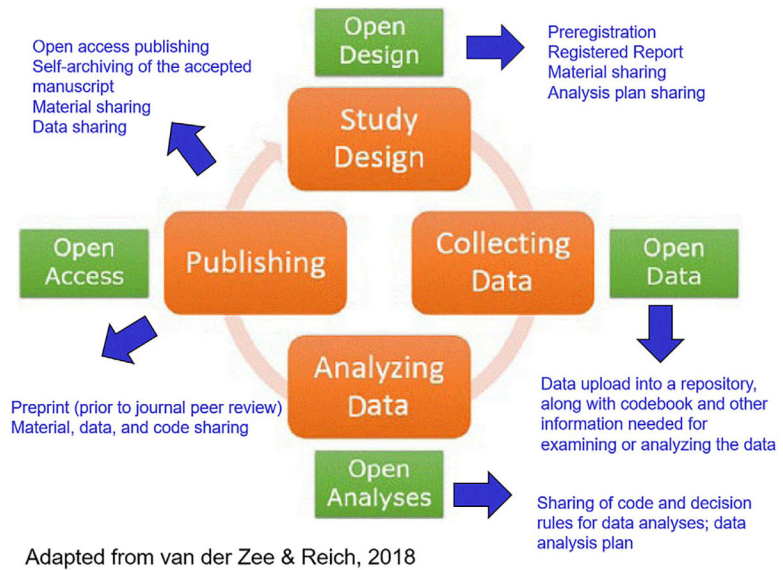 Open access publishing
Self-archiving of the accepted
manuscript
Material sharing
Data sharing
Open
Design
Preregistration
Registered Report
Material sharing
Analysis plan sharing
Study
Design
Open
Access
Publishing
Collecting
Data
Open
Data
Analyzing
Data
Preprint (prior to journal peer review)
Material, data, and code sharing
Data upload into a repository,
along with codebook and other
information needed for
examining or analyzing the data
Open
Analyses
Sharing of code and decision
rules for data analyses; data
analysis plan
Adapted from van der Zee & Reich, 2018